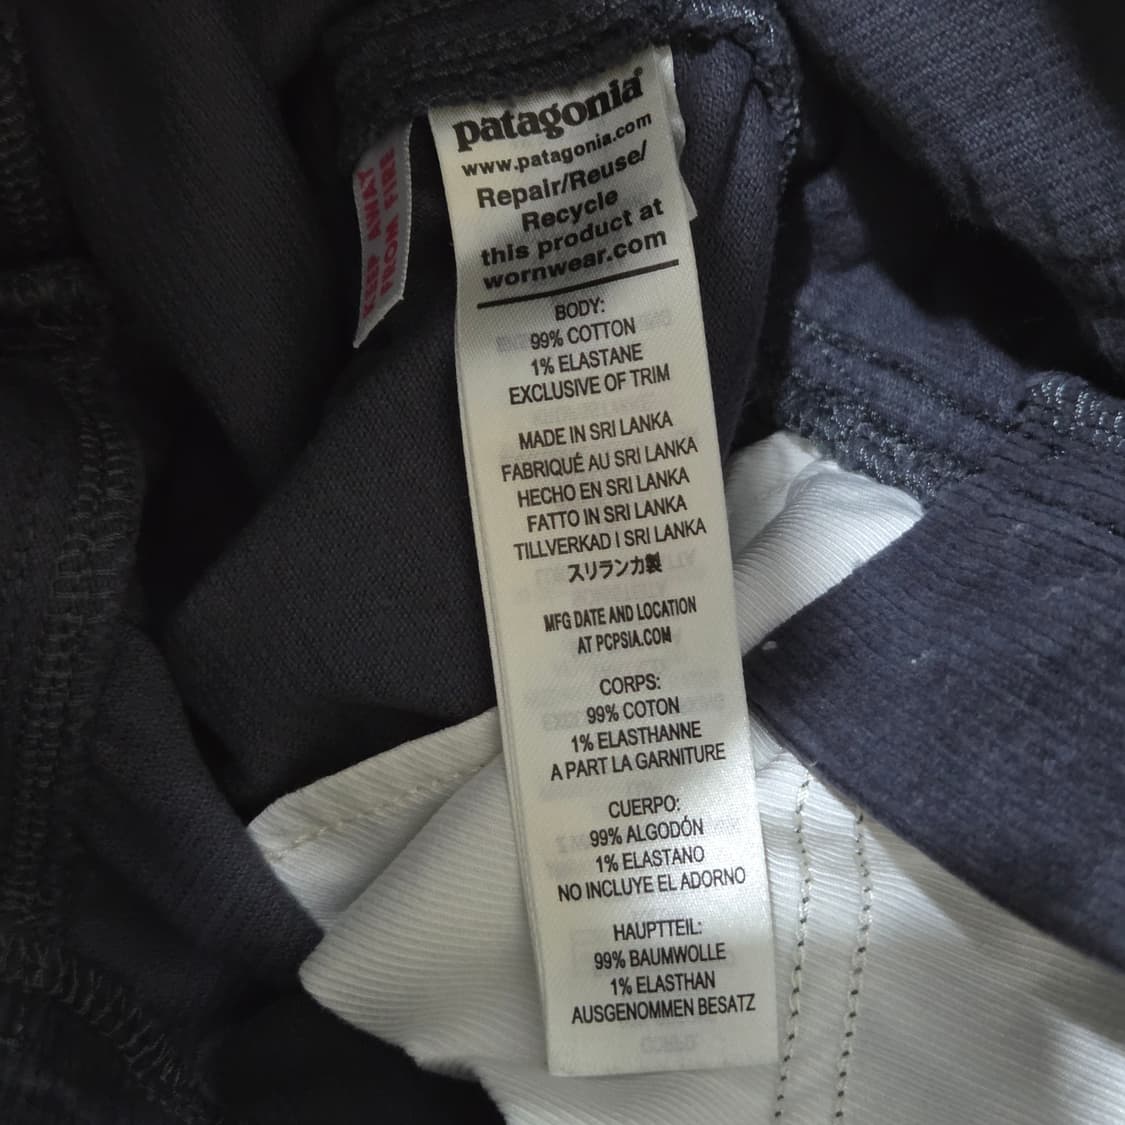 patagonia®
www.patagonia.com
Repair/Reuse/
Recycle
this product at
wornwear.com
BODY:
99% COTTON
1% ELASTANE
EXCLUSIVE OF TRIM
MADE IN SRI LANKA
FABRIQUÉ AU SRI LANKA
HECHO EN SRI LANKA
FATTO IN SRI LANKA
TILLVERKAD I SRI LANKA
スリランカ製
MFG DATE AND LOCATION
AT PCPSIA.COM
CORPS:
99% COTON
1% ELASTHANNE
A PART LA GARNITURE
CUERPO:
99% ALGODÓN
1% ELASTANO
NO INCLUYE EL ADORNO
HAUPTTEIL:
99% BAUMWOLLE
1% ELASTHAN
AUSGENOMMEN BESATZ
KEEP AWAY
FROM FIRE